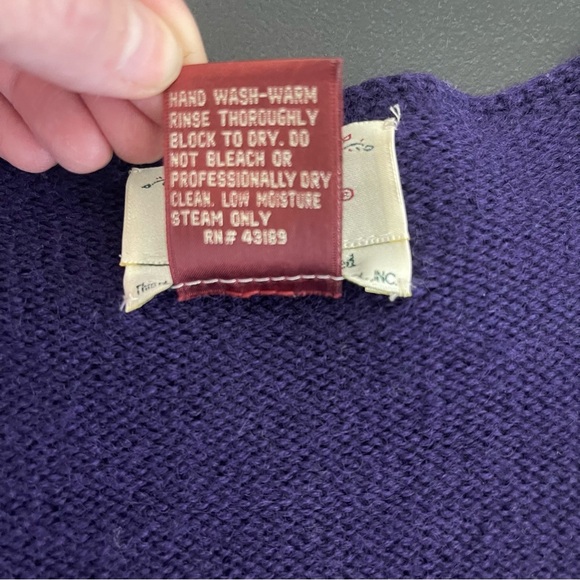 HAND WASH-WARM
RINSE THOROUGHLY
BLOCK TO DRY. DO
NOT BLEACH OR
PROFESSIONALLY DRY
CLEAN. LOW MOISTURE
STEAM ONLY
RN# 43189
INC.